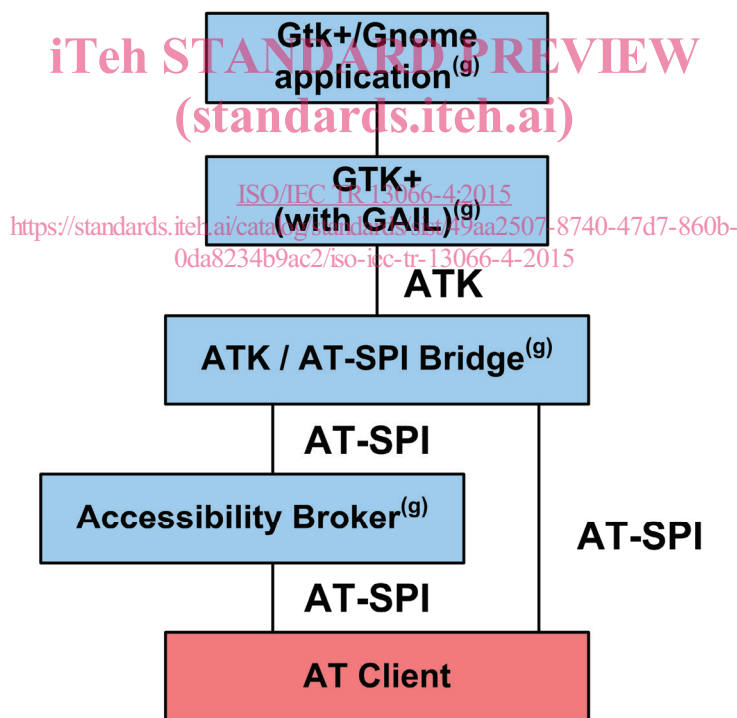 Gtk+/Gnome
iTeh STANDARD PREVIEW
application(g)
(standards.iteh.ai)
GTK+
ISO/IEC TR 13066-4:2015
(with GAIL)(g)
0da8234b9ac2/iso-iec-tr-13066-4-2015
ATK
ATK / AT-SPI Bridge(g)
AT-SPI
Accessibility Broker(g)
AT-SPI
AT-SPI
AT Client